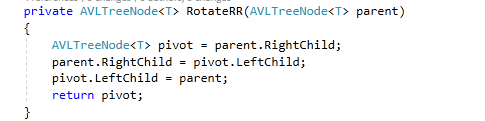 private AVLTreeNode<T> RotateRR(AVLTreeNode<T> parent)
{
AVLTreeNode<T> pivot = parent.RightChild;
parent.RightChild = pivot.LeftChild;
pivot.LeftChild = parent;
return pivot;
}